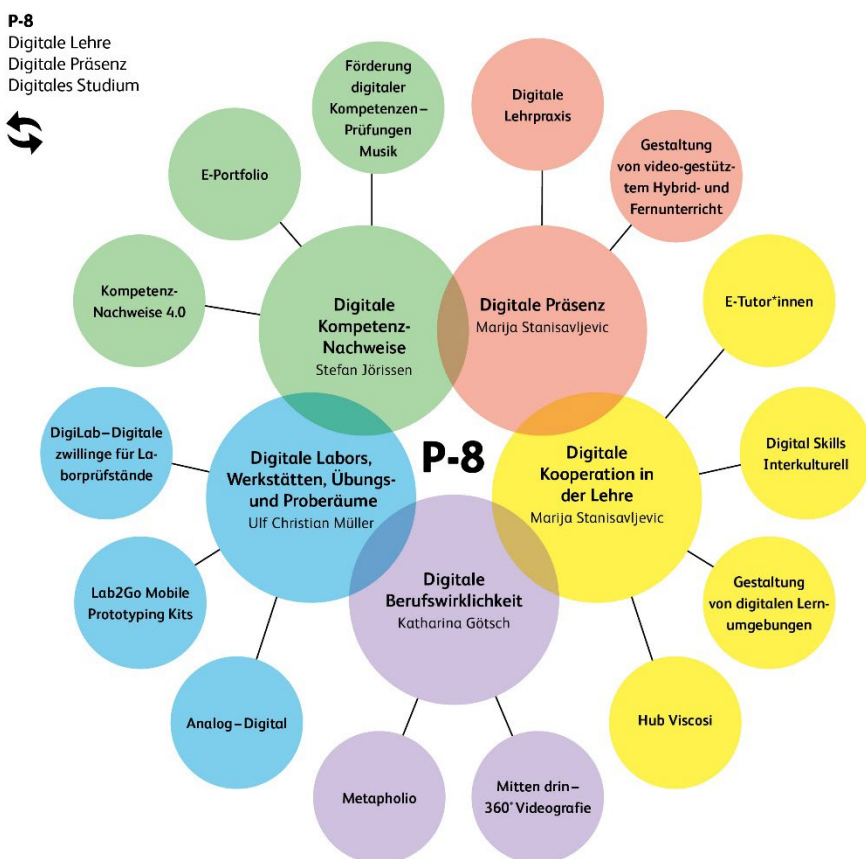 P-8
Digitale Lehre
Digitale Präsenz
Digitales Studium
Förderung
digitaler
Kompetenzen–
Prüfungen
Musik
Digitale
Lehrpraxis
Gestaltung
von video-gestütz-
tem Hybrid- und
Fernunterricht
E-Portfolio
Kompetenz-
Nachweise 4.0
E-Tutor*innen
Digitale
Kompetenz-
Nachweise
Stefan Jörissen
Digitale Präsenz
Marija Stanisavljevic
DigiLab–Digitale
zwillinge für La-
borprüfstände
Digitale Labors,
Werkstätten, Übungs-
und Proberäume
Ulf Christian Müller
P-8
Digitale
Kooperation in
der Lehre
Marija Stanisavljevic
Digital Skills
Interkulturell
Lab2Go Mobile
Prototyping Kits
Digitale
Berufswirklichkeit
Katharina Götsch
Gestaltung
von digitalen Lern-
umgebungen
Analog–Digital
Hub Viscosi
Metapholio
Mitten drin–
360° Videografie